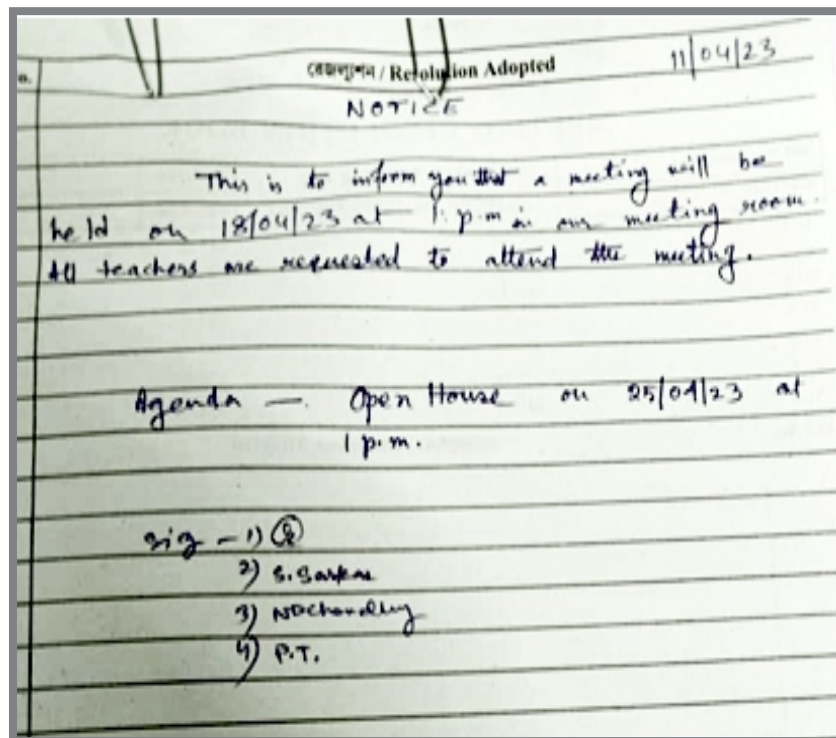 o.
রেজল্যুশন / Resolution Adopted
11/04/23
NOTICE
This is to inform you that a meeting will be
held on 18/04/23 at 1 p.m in our meeting room.
All teachers are requested to attend the meeting.
Agenda — Open House on 25/04/23 at
1 p.m.
Sig - 1)
2) S. Sarkar
3) NDChoudhury
4) P.T.